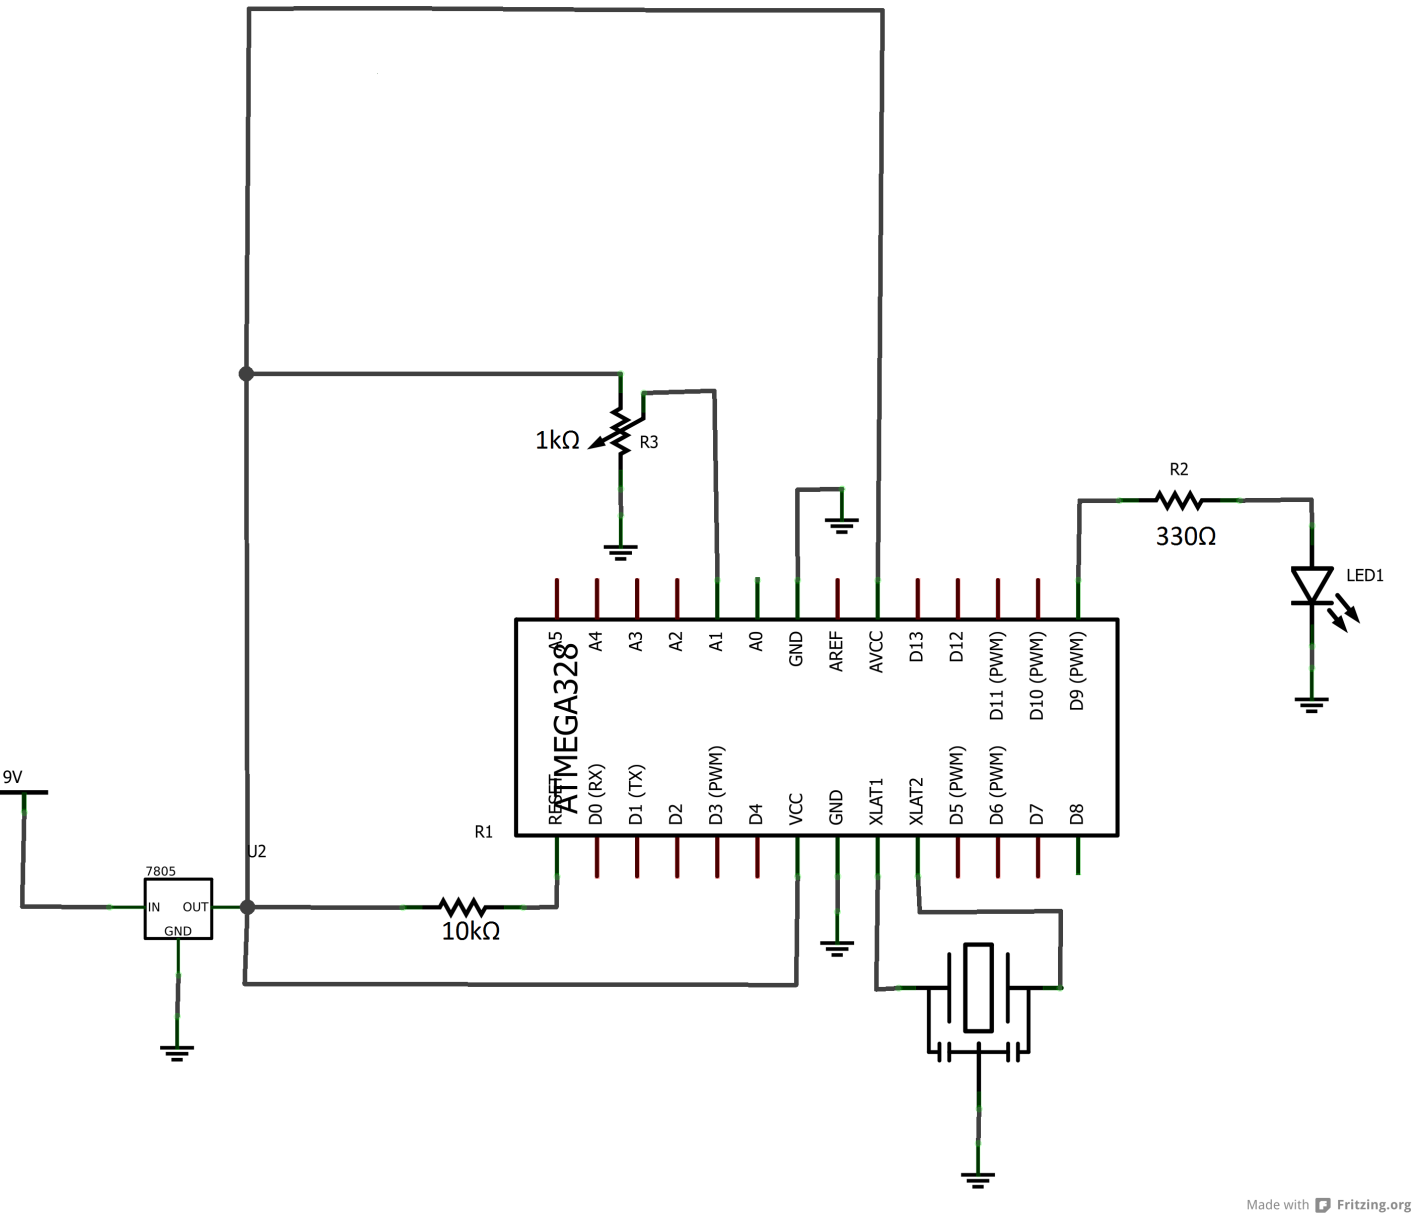 1kΩ
R3
R2
330Ω
LED1
A5
A4
A3
A2
A1
A0
GND
AREF
AVCC
D13
D12
D11 (PWM)
D10 (PWM)
D9 (PWM)
ATMEGA328
RESET
D0 (RX)
D1 (TX)
D2
D3 (PWM)
D4
VCC
GND
XLAT1
XLAT2
D5 (PWM)
D6 (PWM)
D7
D8
9V
R1
U2
7805
IN
OUT
GND
10kΩ
Made with Fritzing.org